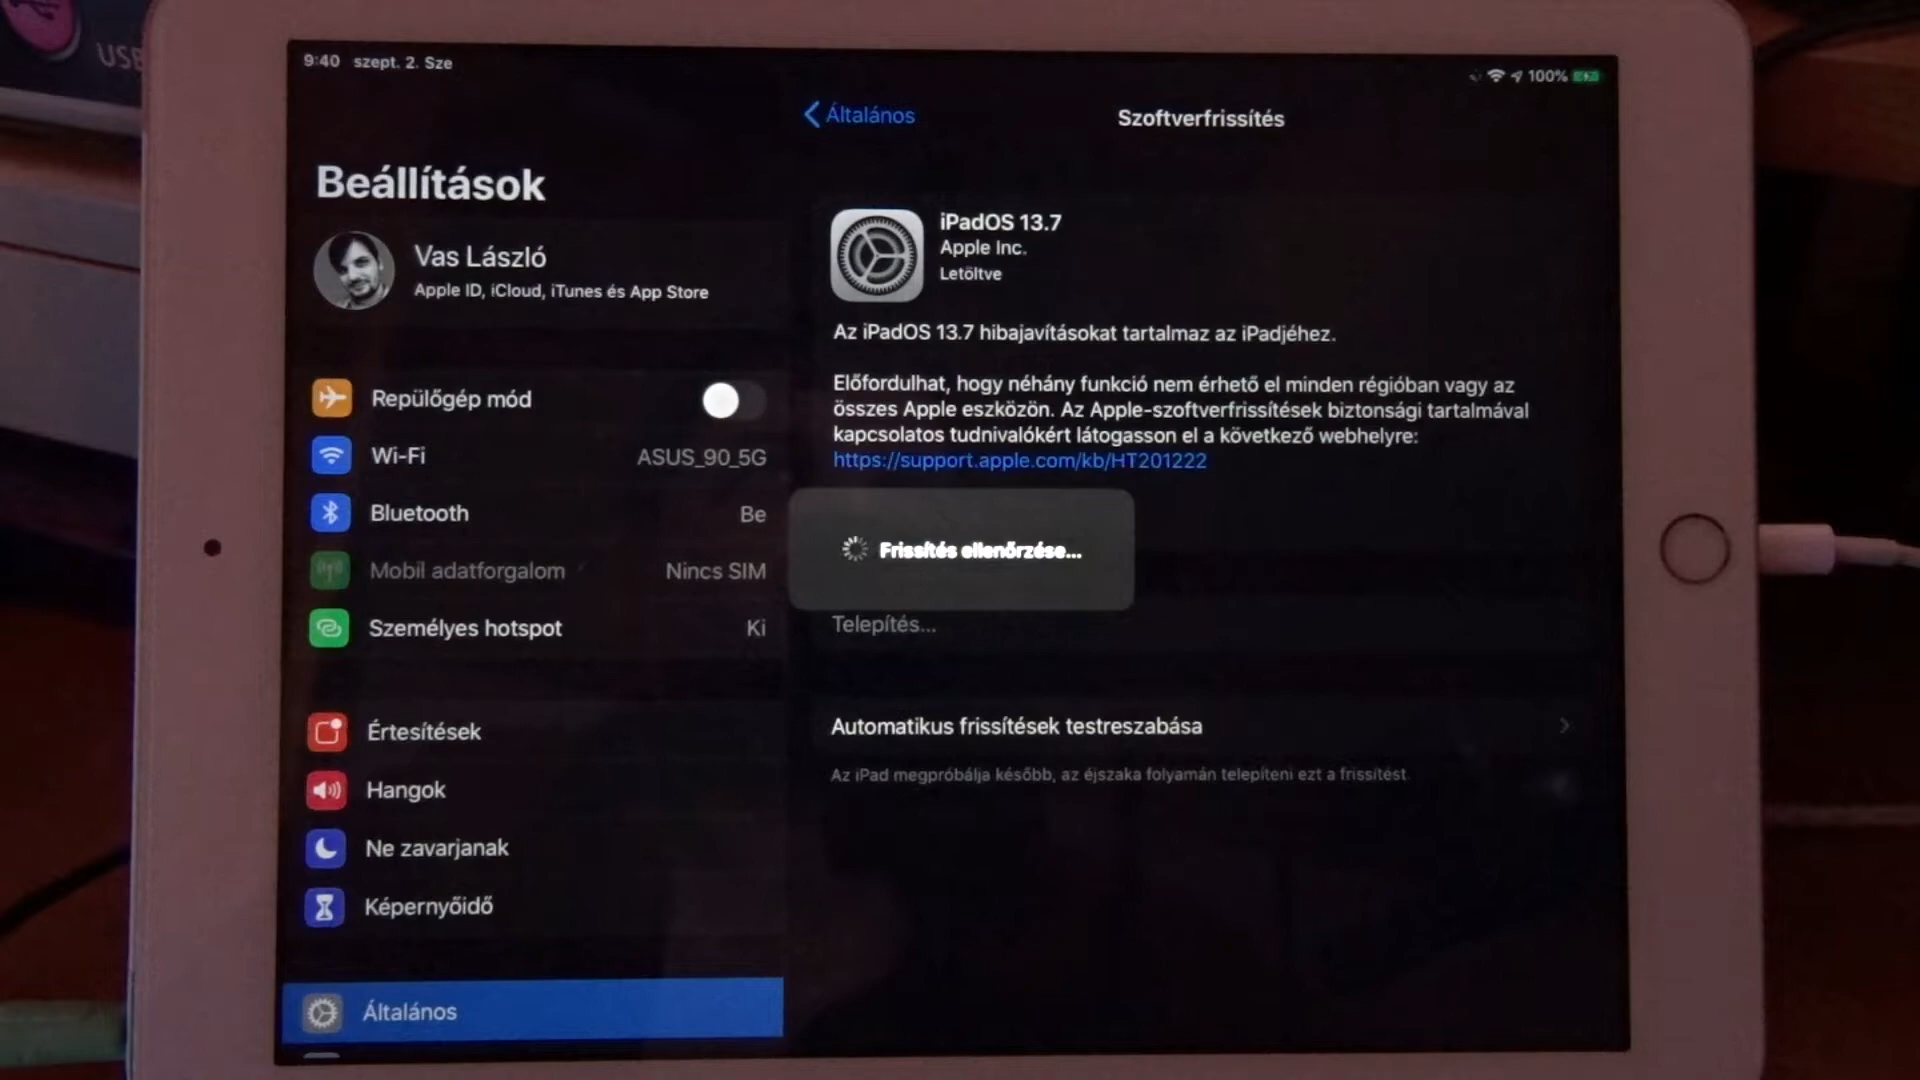 USB
9:40 szept. 2. Sze
100%
Általános
Szoftverfrissítés
Beállítások
Vas László
Apple ID, iCloud, iTunes és App Store
Repülőgép mód
Wi-Fi
ASUS_90_5G
Bluetooth
Be
Mobil adatforgalom
Nincs SIM
Személyes hotspot
Ki
Értesítések
Hangok
Ne zavarjanak
Képernyőidő
Általános
iPadOS 13.7
Apple Inc.
Letöltve
Az iPadOS 13.7 hibajavításokat tartalmaz az iPadjéhez.
Előfordulhat, hogy néhány funkció nem érhető el minden régióban vagy az
összes Apple eszközön. Az Apple-szoftverfrissítések biztonsági tartalmával
kapcsolatos tudnivalókért látogasson el a következő webhelyre:
https://support.apple.com/kb/HT201222
Frissítés ellenőrzése...
Telepítés...
Automatikus frissítések testreszabása
Az iPad megpróbálja később, az éjszaka folyamán telepíteni ezt a frissítést.